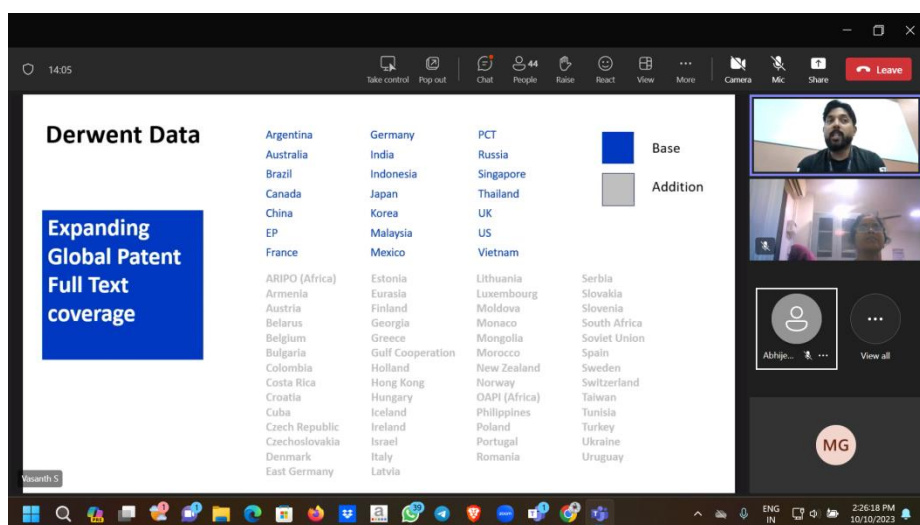 14:05
Take control
Pop out
Chat
44
People
Raise
React
View
More
Camera
Mic
Share
Leave
Derwent Data
Expanding
Global Patent
Full Text
coverage
Argentina Germany PCT
Australia India Russia
Brazil Indonesia Singapore
Canada Japan Thailand
China Korea UK
EP Malaysia US
France Mexico Vietnam
Base
Addition
ARIPO (Africa) Estonia Lithuania Serbia
Armenia Eurasia Luxembourg Slovakia
Austria Finland Moldova Slovenia
Belarus Georgia Monaco South Africa
Belgium Greece Mongolia Soviet Union
Bulgaria Gulf Cooperation Morocco Spain
Colombia Holland New Zealand Sweden
Costa Rica Hong Kong Norway Switzerland
Croatia Hungary OAPI (Africa) Taiwan
Cuba Iceland Philippines Tunisia
Czech Republic Ireland Poland Turkey
Czechoslovakia Israel Portugal Ukraine
Denmark Italy Romania Uruguay
East Germany Latvia
Vasanth S
Abhije...
View all
MG
ENG
IN
2:26:18 PM
10/10/2023